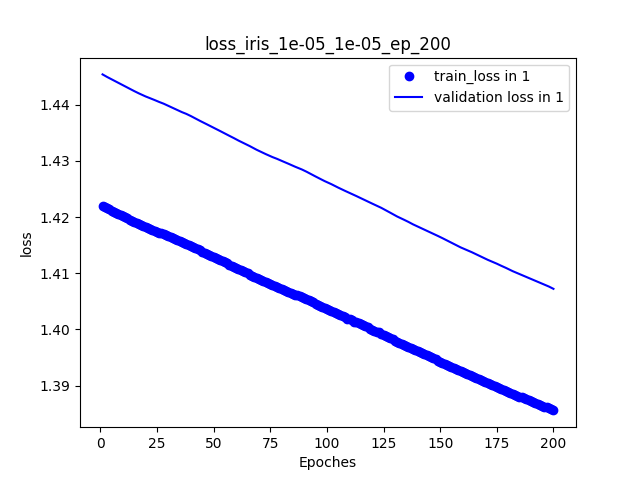 loss_iris_1e-05_1e-05_ep_200
train_loss in 1
validation loss in 1
1.44
1.43
1.42
1.41
1.40
1.39
loss
0 25 50 75 100 125 150 175 200
Epoches